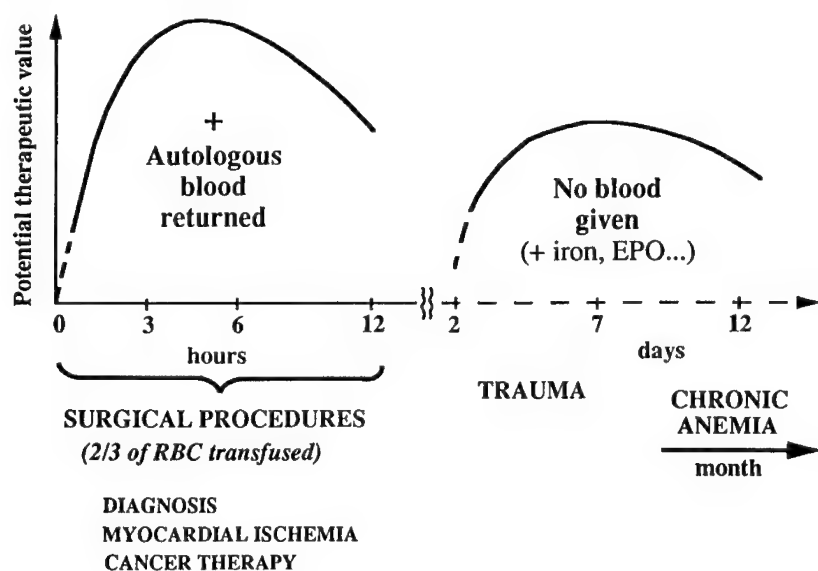 Potential therapeutic value
+
Autologous
blood
returned
No blood
given
(+ iron, EPO...)
0 3 6 12 2 7 12
hours days
SURGICAL PROCEDURES
(2/3 of RBC transfused)
TRAUMA
CHRONIC
ANEMIA
month
DIAGNOSIS
MYOCARDIAL ISCHEMIA
CANCER THERAPY